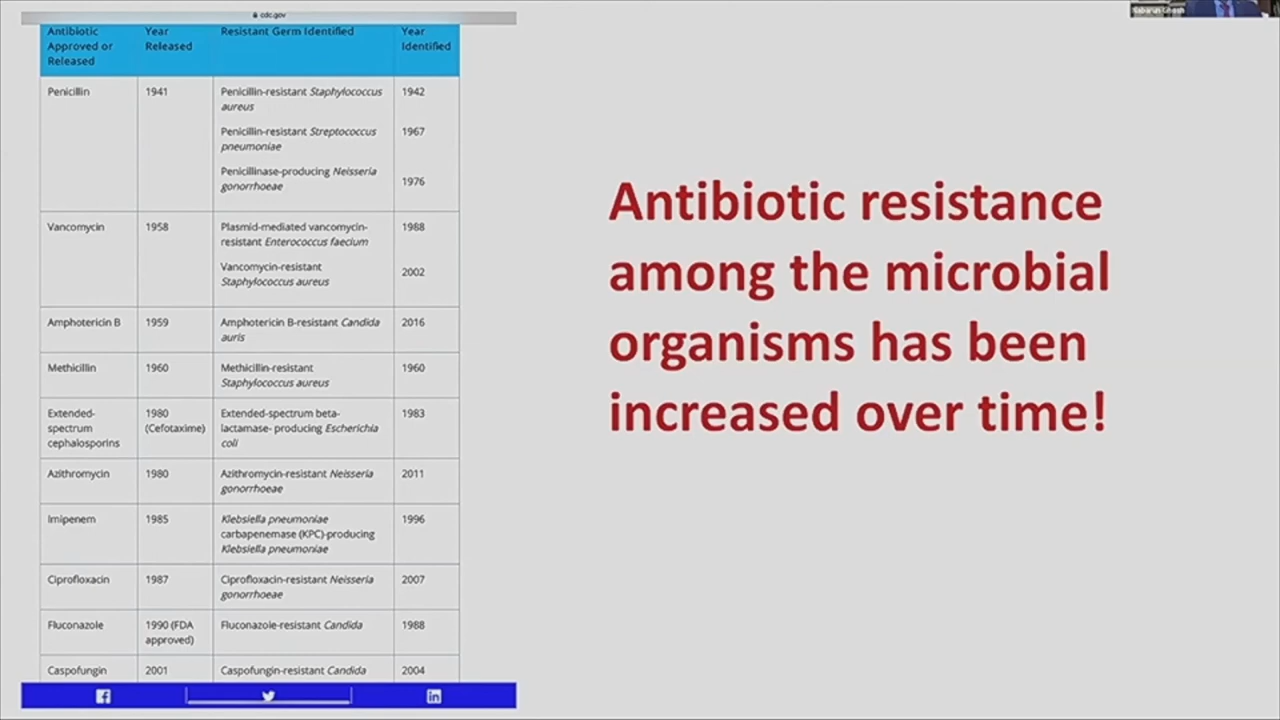 cdc.gov
Antibiotic Approved or Released
Year Released
Resistant Germ Identified
Year Identified
Penicillin
1941
Penicillin-resistant Staphylococcus aureus
1942
Penicillin-resistant Streptococcus pneumoniae
1967
Penicillinase-producing Neisseria gonorrhoeae
1976
Vancomycin
1958
Plasmid-mediated vancomycin-resistant Enterococcus faecium
1988
Vancomycin-resistant Staphylococcus aureus
2002
Amphotericin B
1959
Amphotericin B-resistant Candida auris
2016
Methicillin
1960
Methicillin-resistant Staphylococcus aureus
1960
Extended-spectrum cephalosporins
1980 (Cefotaxime)
Extended-spectrum beta-lactamase- producing Escherichia coli
1983
Azithromycin
1980
Azithromycin-resistant Neisseria gonorrhoeae
2011
Imipenem
1985
Klebsiella pneumoniae carbapenemase (KPC)-producing Klebsiella pneumoniae
1996
Ciprofloxacin
1987
Ciprofloxacin-resistant Neisseria gonorrhoeae
2007
Fluconazole
1990 (FDA approved)
Fluconazole-resistant Candida
1988
Caspofungin
2001
Caspofungin-resistant Candida
2004
Antibiotic resistance
among the microbial
organisms has been
increased over time!